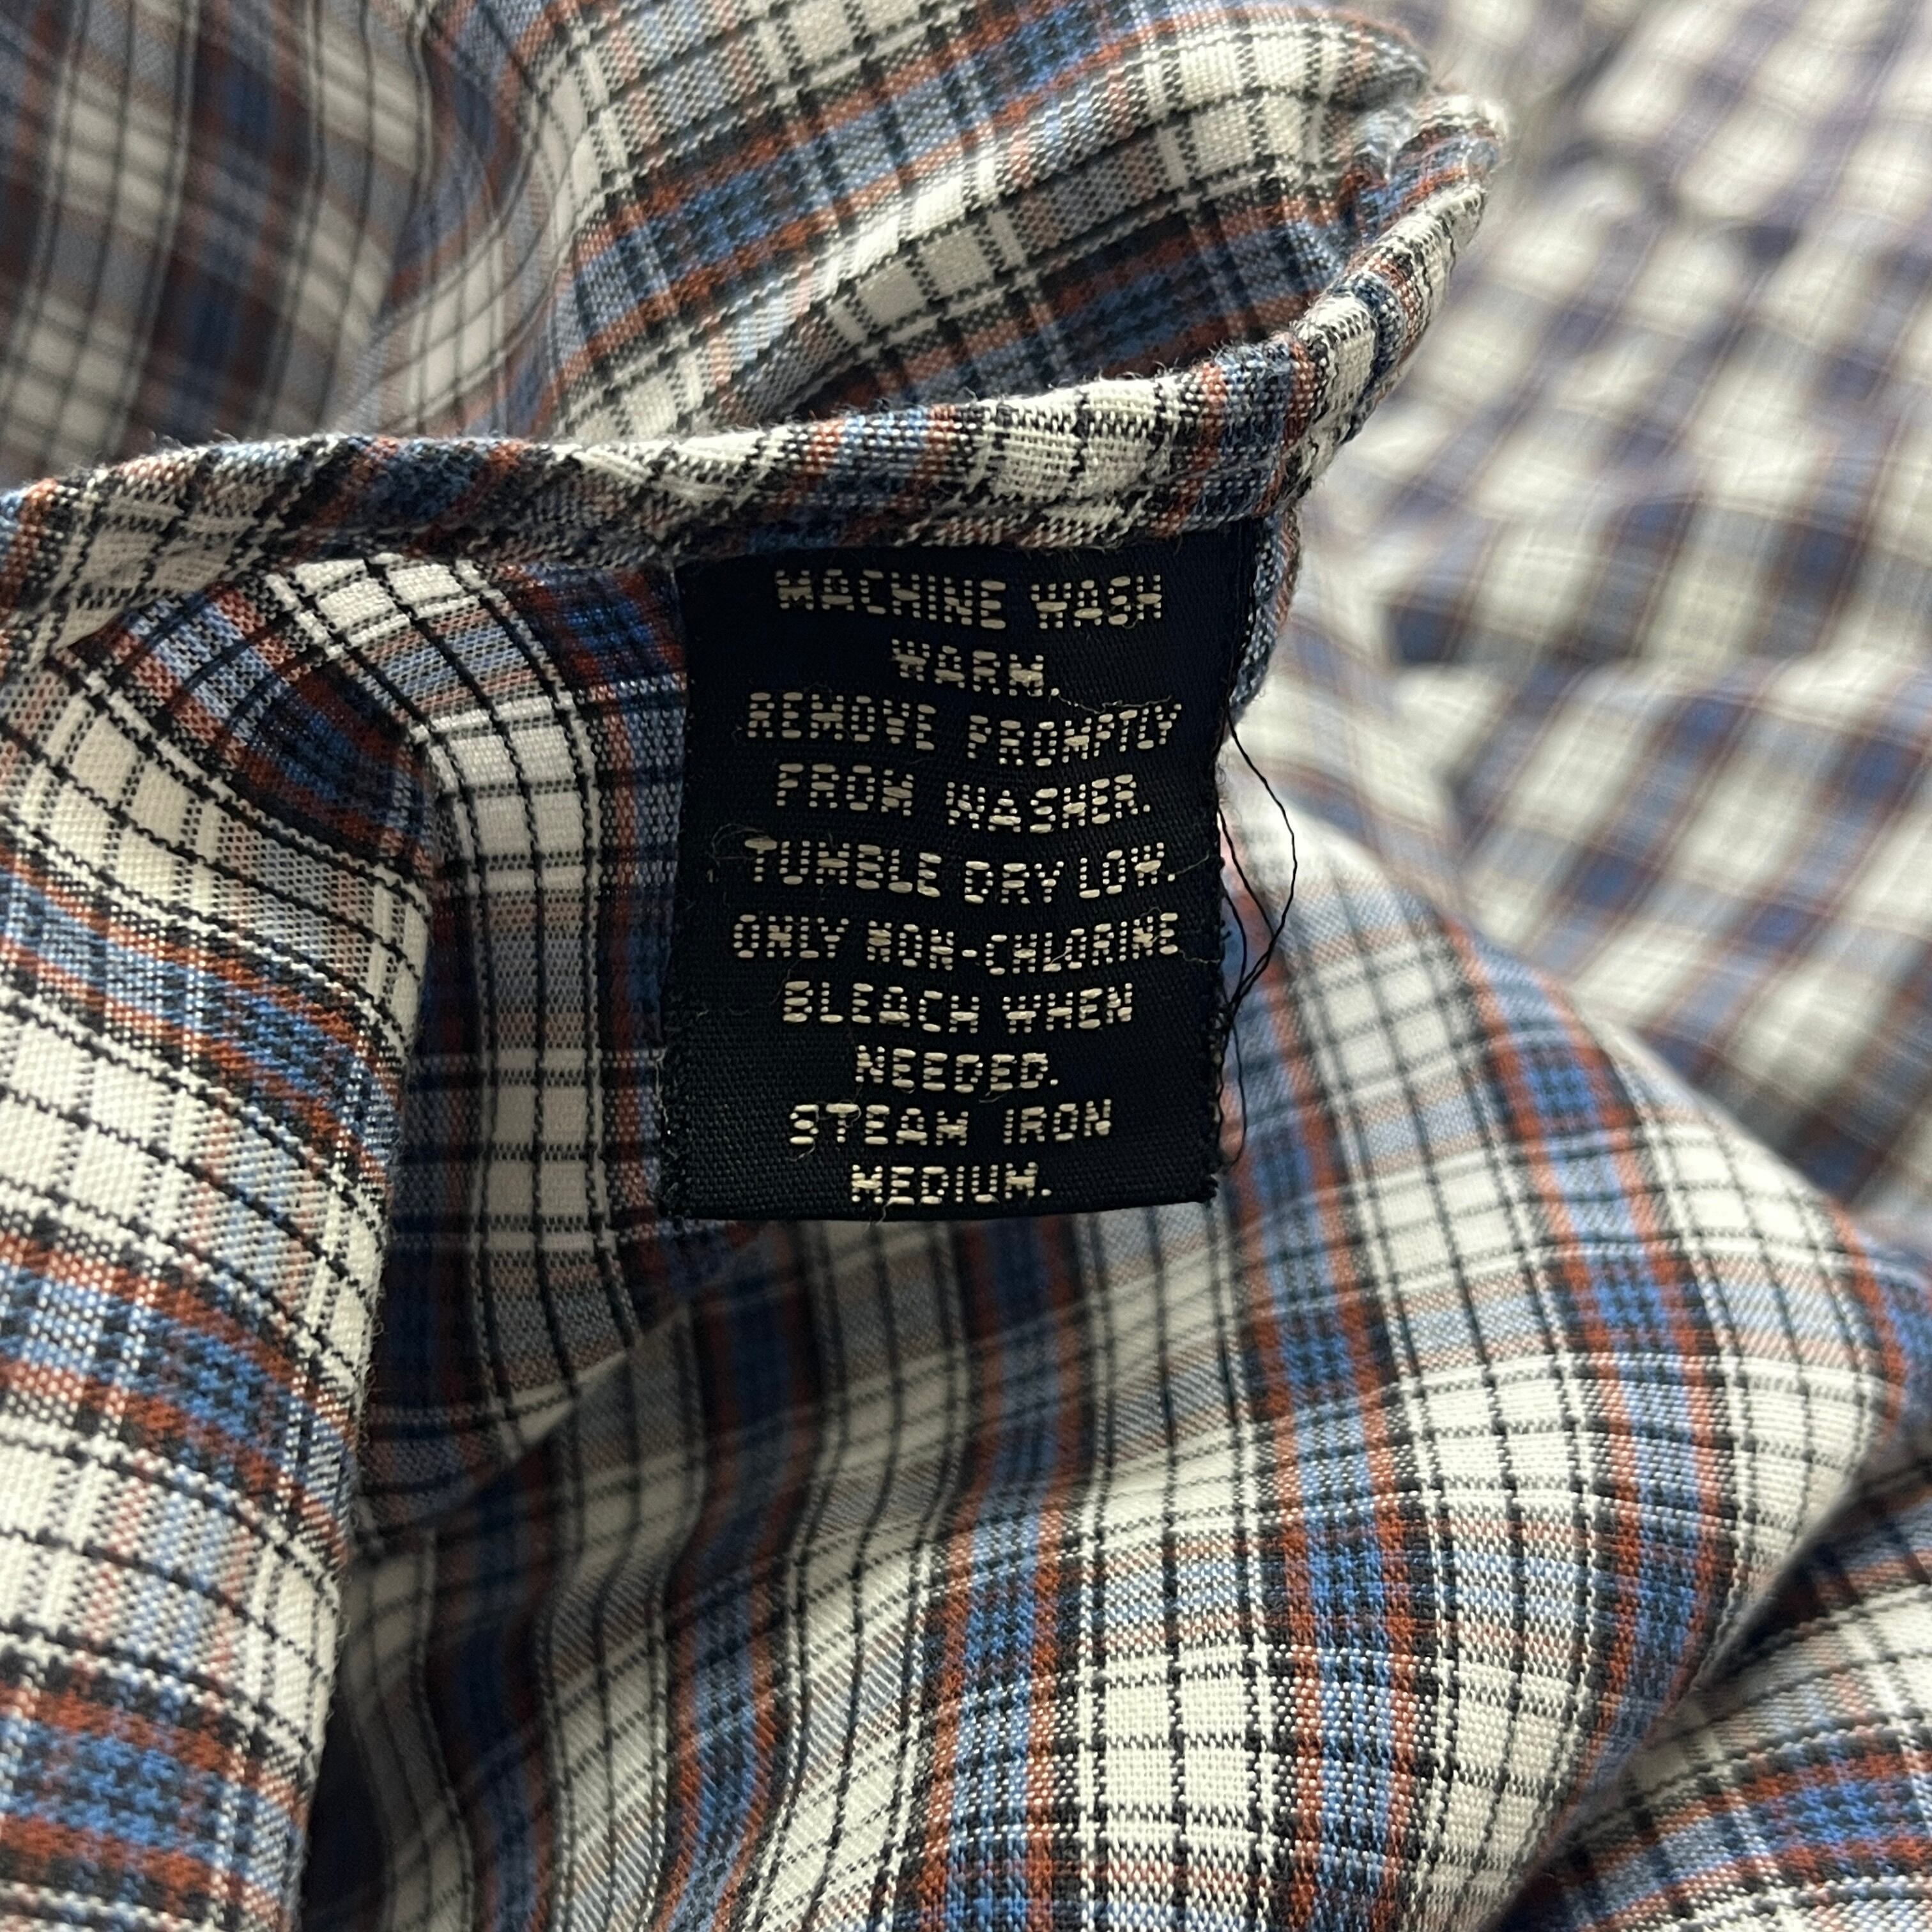 MACHINE WASH
WARM.
REMOVE PROMPTLY
FROM WASHER.
TUMBLE DRY LOW.
ONLY NON-CHLORINE
BLEACH WHEN
NEEDED.
STEAM IRON
MEDIUM.